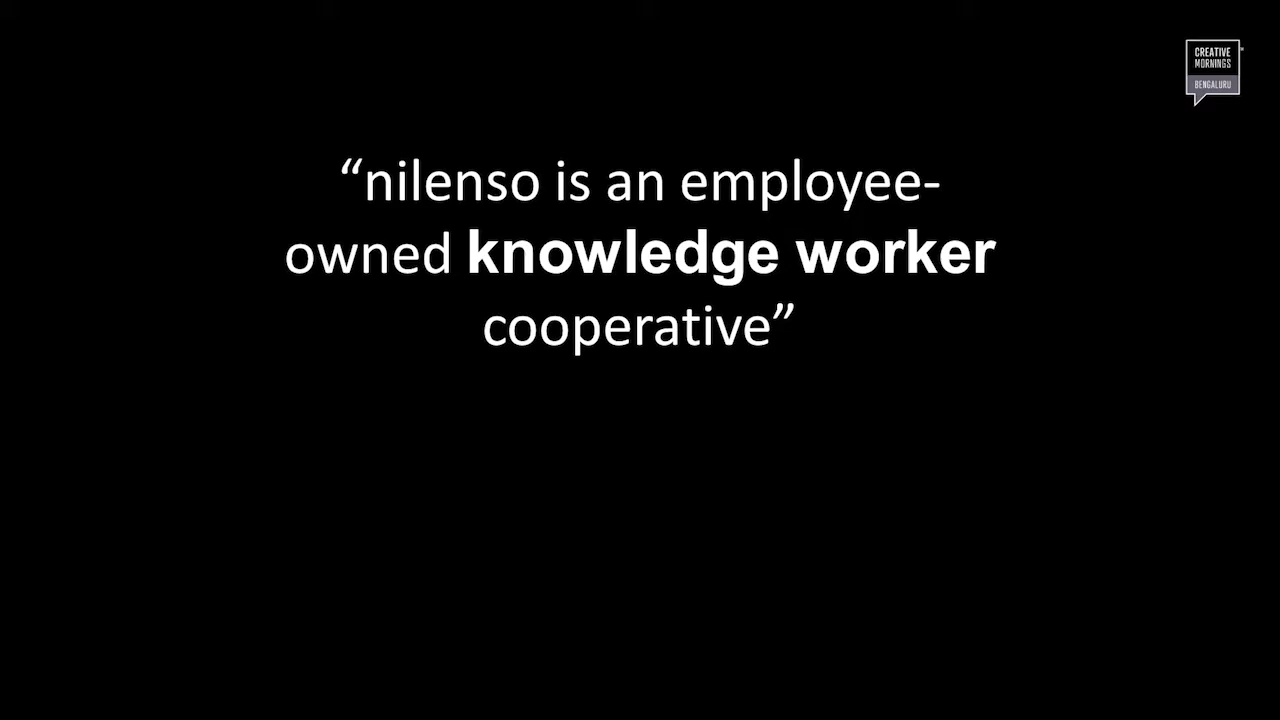 CREATIVE
MORNINGS
BENGALURU
“nilenso is an employee-
owned knowledge worker
cooperative”